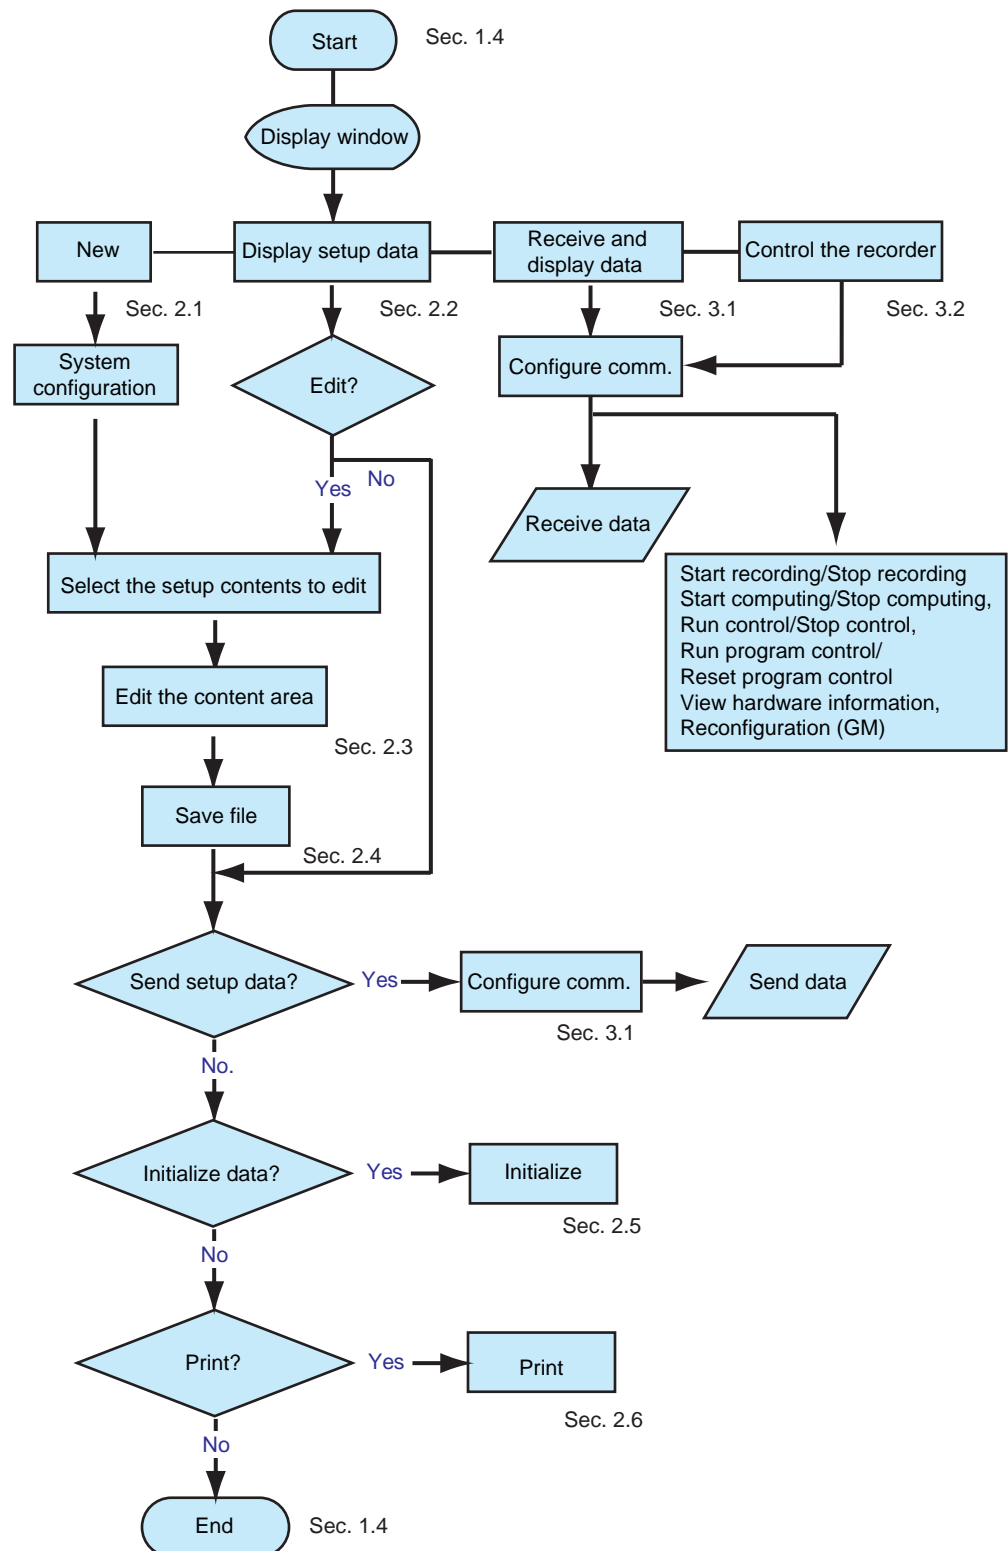 Start
Sec. 1.4
Display window
New
Display setup data
Receive and
display data
Control the recorder
Sec. 2.1
Sec. 2.2
Sec. 3.1
Sec. 3.2
System
configuration
Edit?
Configure comm.
Yes
No
Receive data
Select the setup contents to edit
Start recording/Stop recording
Start computing/Stop computing,
Run control/Stop control,
Run program control/
Reset program control
View hardware information,
Reconfiguration (GM)
Edit the content area
Sec. 2.3
Save file
Sec. 2.4
Send setup data?
Yes
Configure comm.
Send data
Sec. 3.1
No.
Initialize data?
Yes
Initialize
Sec. 2.5
No
Print?
Yes
Print
Sec. 2.6
No
End
Sec. 1.4